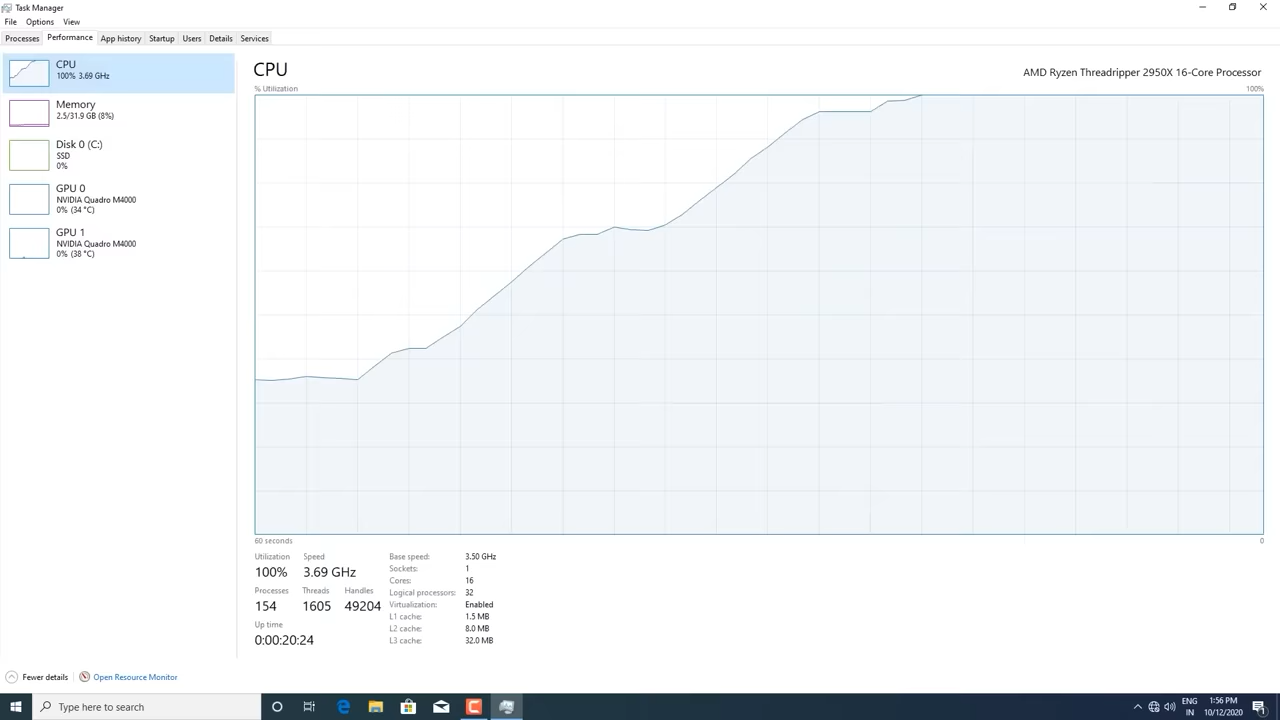 Task Manager
File Options View
Processes Performance App history Startup Users Details Services
CPU
100% 3.69 GHz
Memory
2.5/31.9 GB (8%)
Disk 0 (C:)
SSD
0%
GPU 0
NVIDIA Quadro M4000
0% (34 °C)
GPU 1
NVIDIA Quadro M4000
0% (38 °C)
CPU
AMD Ryzen Threadripper 2950X 16-Core Processor
% Utilization 100%
60 seconds 0
Utilization Speed
100% 3.69 GHz
Processes Threads Handles
154 1605 49204
Up time
0:00:20:24
Base speed: 3.50 GHz
Sockets: 1
Cores: 16
Logical processors: 32
Virtualization: Enabled
L1 cache: 1.5 MB
L2 cache: 8.0 MB
L3 cache: 32.0 MB
Fewer details Open Resource Monitor
Type here to search
ENG
IN
1:56 PM
10/12/2020
1